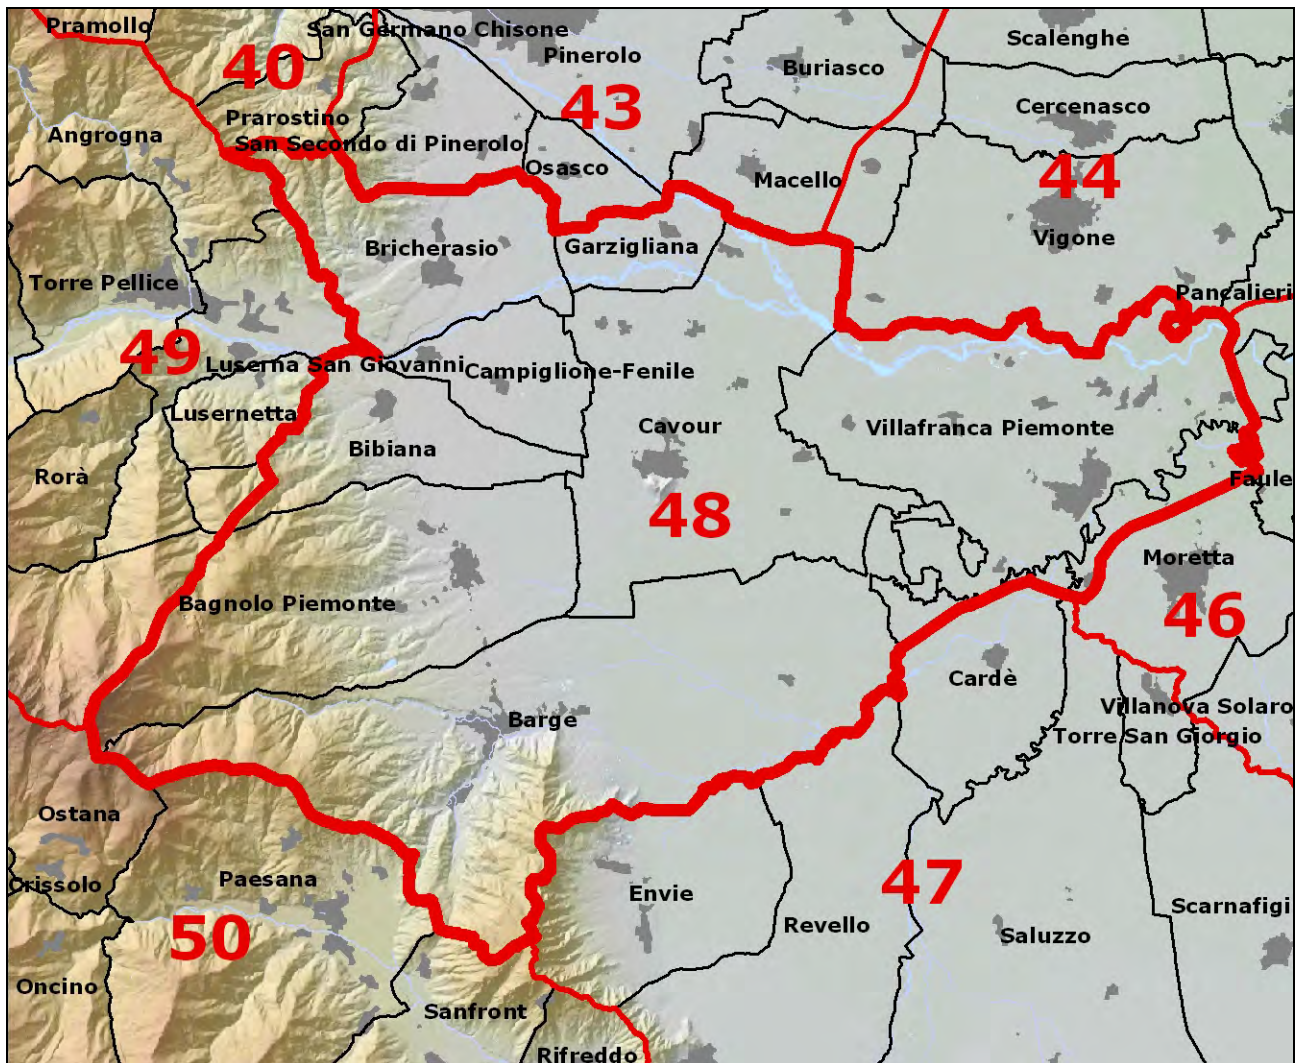 Pramollo
San Germano Chisone
Scalenghe
Pinerolo
Buriasco
40
43
Cercenasco
Prarostino
Angrogna
San Secondo di Pinerolo
Osasco
Macello
44
Vigone
Bricherasio
Garzigliana
Torre Pellice
Pancalieri
49
Luserna San Giovanni
Campiglione-Fenile
Lusernetta
Cavour
Villafranca Piemonte
Bibiana
Rorà
Faule
48
Moretta
Bagnolo Piemonte
46
Cardè
Villanova Solaro
Barge
Torre San Giorgio
Ostana
Crissolo
Paesana
47
Envie
Scarnafigi
Revello
50
Saluzzo
Oncino
Sanfront
Rifreddo